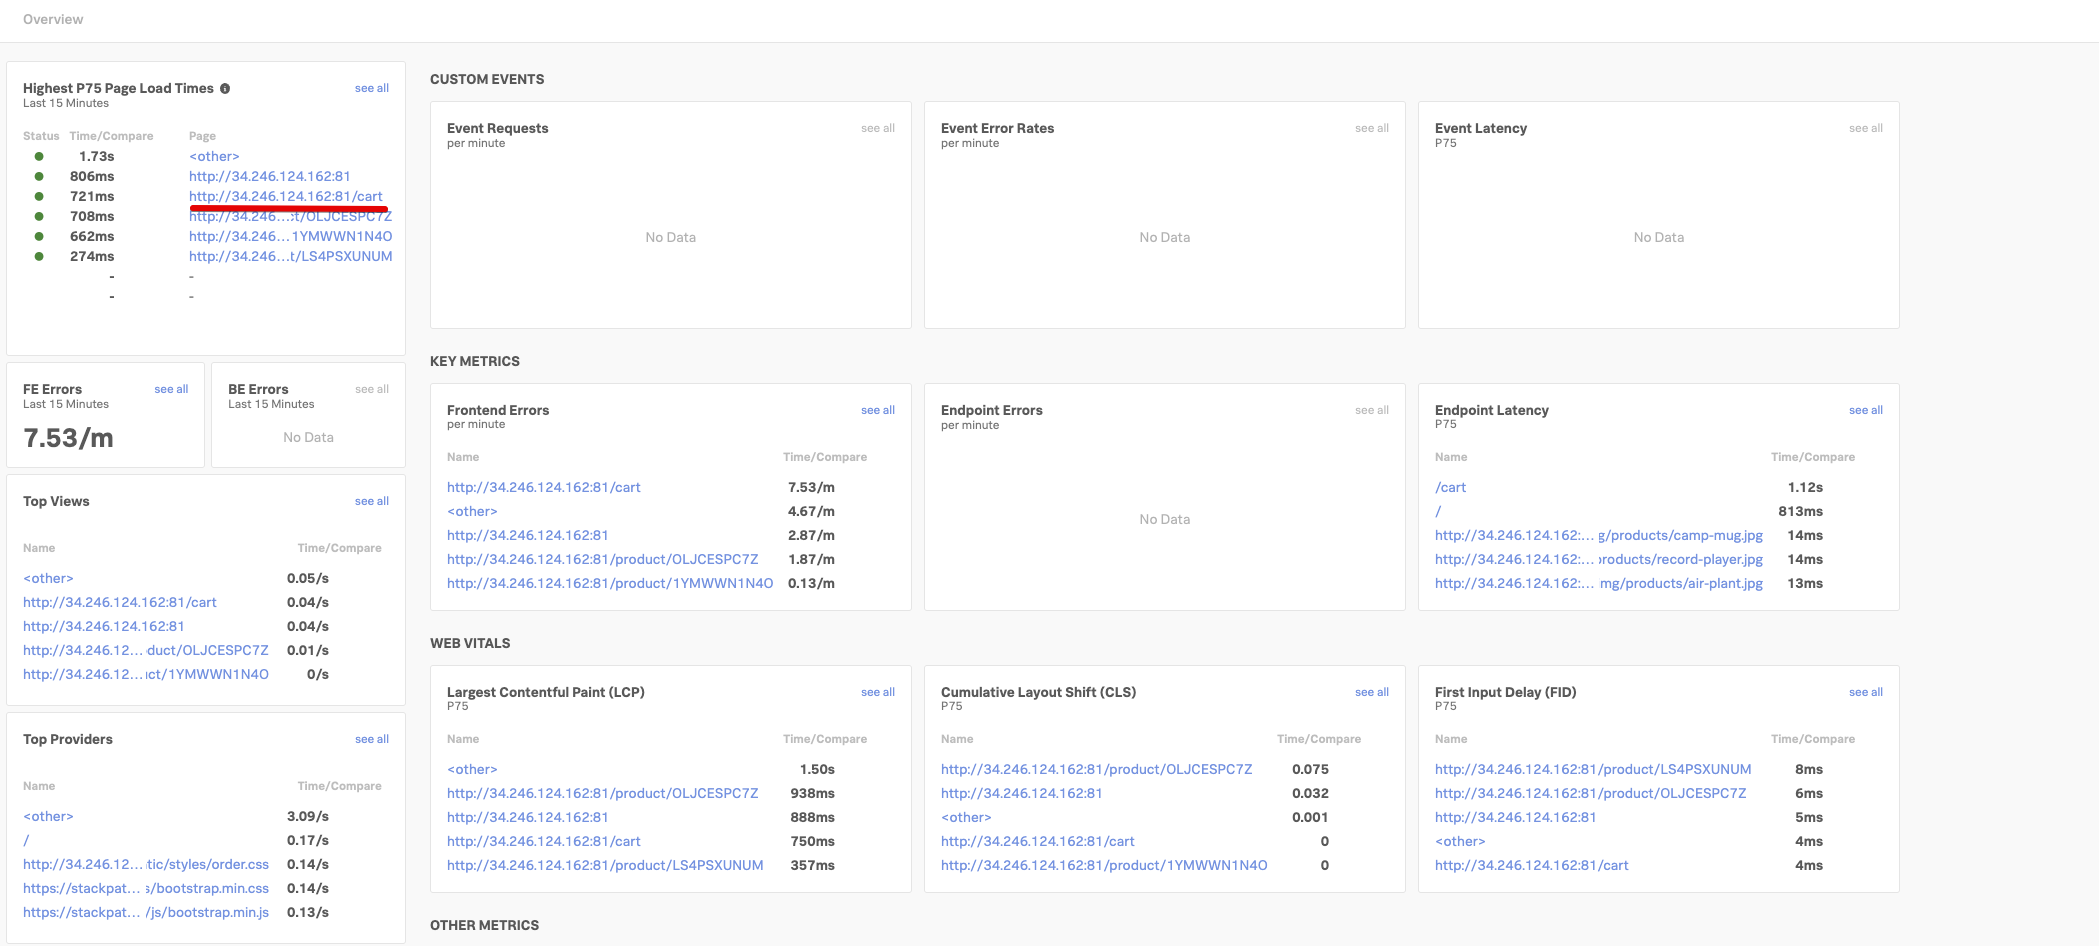 Overview
Highest P75 Page Load Times
see all
Last 15 Minutes
Status Time/Compare Page
1.73s <other>
806ms http://34.246.124.162:81
721ms http://34.246.124.162:81/cart
708ms http://34.246...:t/OLJCESPC7Z
662ms http://34.246...1YMWWN1N4O
274ms http://34.246...t/LS4PSXUNUM
- -
- -
FE Errors see all
Last 15 Minutes
7.53/m
BE Errors see all
Last 15 Minutes
No Data
Top Views see all
Name Time/Compare
<other> 0.05/s
http://34.246.124.162:81/cart 0.04/s
http://34.246.124.162:81 0.04/s
http://34.246.12...duct/OLJCESPC7Z 0.01/s
http://34.246.12...ict/1YMWWN1N4O 0/s
Top Providers see all
Name Time/Compare
<other> 3.09/s
/ 0.17/s
http://34.246.12...tic/styles/order.css 0.14/s
https://stackpat...s/bootstrap.min.css 0.14/s
https://stackpat.../js/bootstrap.min.js 0.13/s
CUSTOM EVENTS
Event Requests see all
per minute
No Data
Event Error Rates see all
per minute
No Data
Event Latency see all
P75
No Data
KEY METRICS
Frontend Errors see all
per minute
Name Time/Compare
http://34.246.124.162:81/cart 7.53/m
<other> 4.67/m
http://34.246.124.162:81 2.87/m
http://34.246.124.162:81/product/OLJCESPC7Z 1.87/m
http://34.246.124.162:81/product/1YMWWN1N4O 0.13/m
Endpoint Errors see all
per minute
No Data
Endpoint Latency see all
P75
Name Time/Compare
/cart 1.12s
/ 813ms
http://34.246.124.162:...g/products/camp-mug.jpg 14ms
http://34.246.124.162:...products/record-player.jpg 14ms
http://34.246.124.162:...mg/products/air-plant.jpg 13ms
WEB VITALS
Largest Contentful Paint (LCP) see all
P75
Name Time/Compare
<other> 1.50s
http://34.246.124.162:81/product/OLJCESPC7Z 938ms
http://34.246.124.162:81 888ms
http://34.246.124.162:81/cart 750ms
http://34.246.124.162:81/product/LS4PSXUNUM 357ms
Cumulative Layout Shift (CLS) see all
P75
Name Time/Compare
http://34.246.124.162:81/product/OLJCESPC7Z 0.075
http://34.246.124.162:81 0.032
<other> 0.001
http://34.246.124.162:81/cart 0
http://34.246.124.162:81/product/1YMWWN1N4O 0
First Input Delay (FID) see all
P75
Name Time/Compare
http://34.246.124.162:81/product/LS4PSXUNUM 8ms
http://34.246.124.162:81/product/OLJCESPC7Z 6ms
http://34.246.124.162:81 5ms
<other> 4ms
http://34.246.124.162:81/cart 4ms
OTHER METRICS